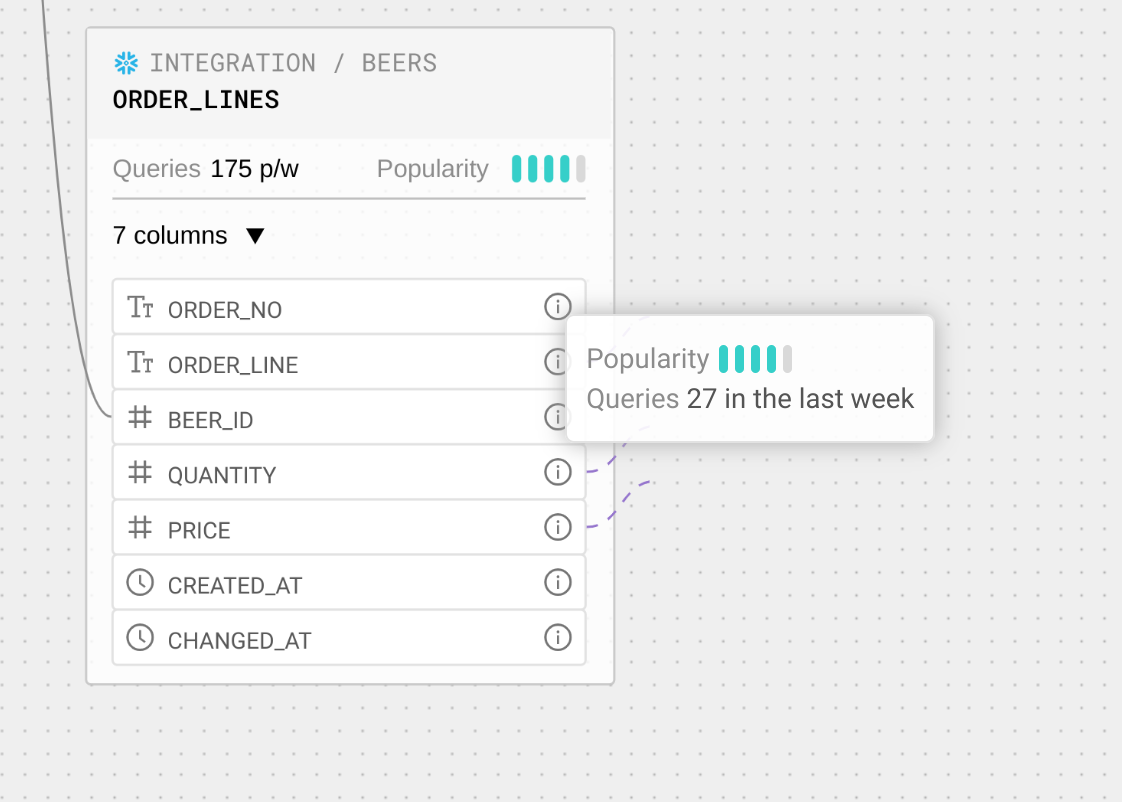 INTEGRATION / BEERS
ORDER_LINES
Queries 175 p/w Popularity
7 columns
ORDER_NO
ORDER_LINE
BEER_ID
QUANTITY
PRICE
CREATED_AT
CHANGED_AT
Popularity
Queries 27 in the last week